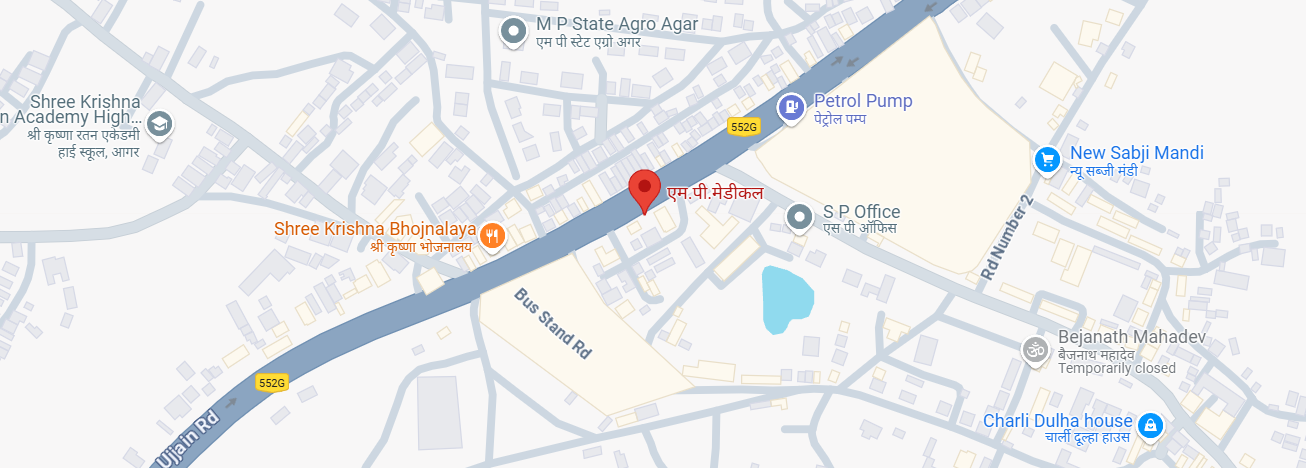 M P State Agro Agar
एम पी स्टेट एग्रो अगर
Shree Krishna
n Academy High...
श्री कृष्णा रतन एकेडमी
हाई स्कूल, आगर
Petrol Pump
पेट्रोल पम्प
552G
New Sabji Mandi
न्यू सब्जी मंडी
एम.पी.मेडीकल
S P Office
एस पी ऑफिस
Shree Krishna Bhojnalaya
श्री कृष्णा भोजनालय
Rd Number 2
Bus Stand Rd
Bejanath Mahadev
बैजनाथ महादेव
Temporarily closed
552G
Ujjain Rd
Charli Dulha house
चार्ली दूल्हा हाउस